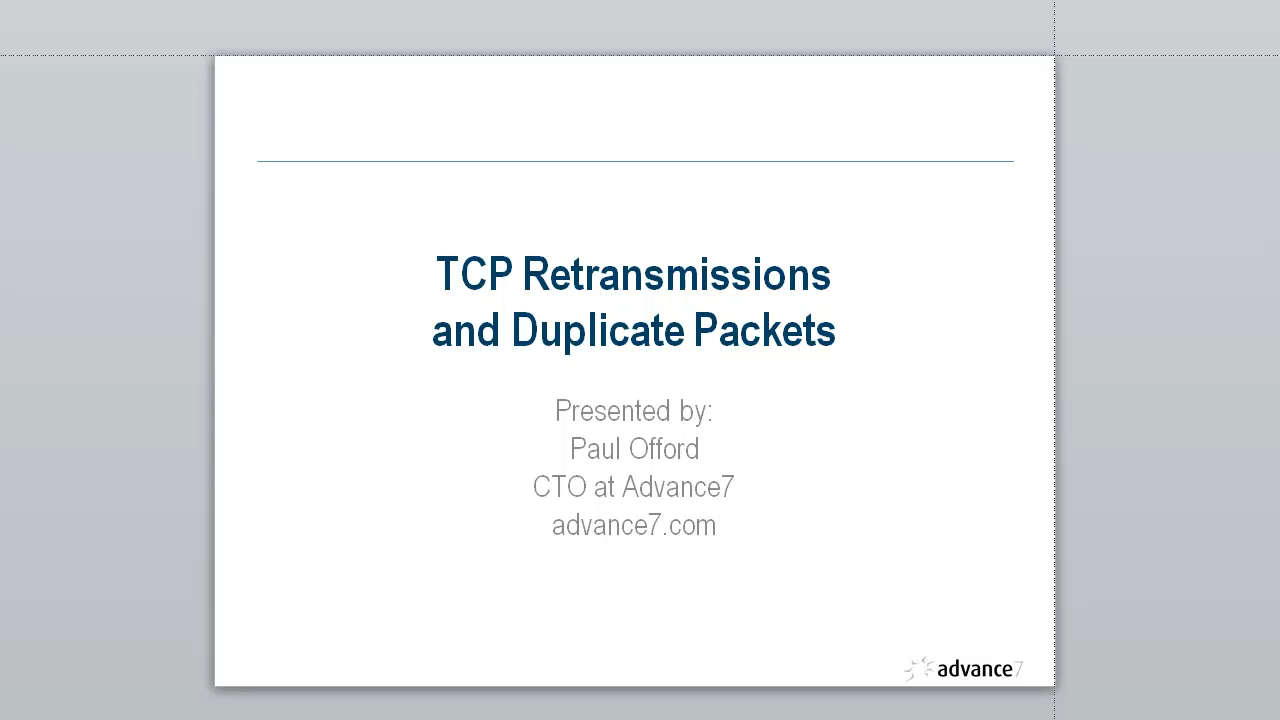 TCP Retransmissions
and Duplicate Packets
Presented by:
Paul Offord
CTO at Advance7
advance7.com
advance7